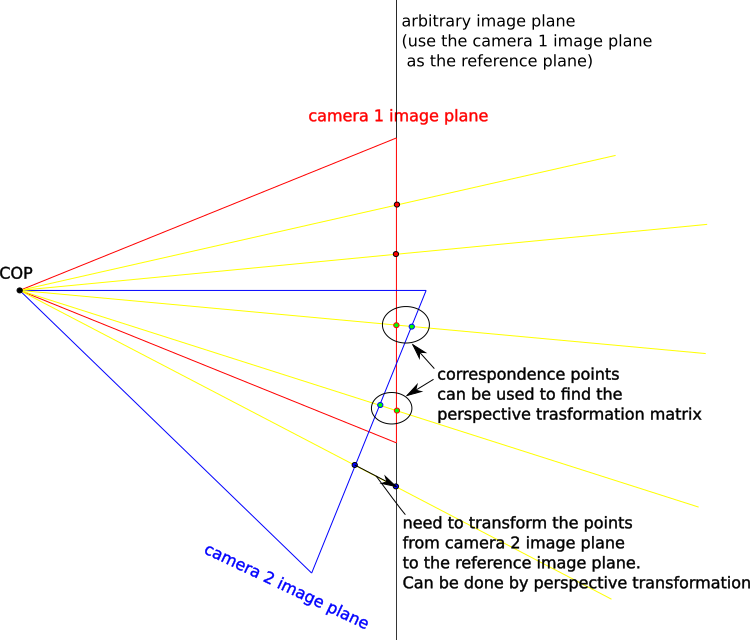 arbitrary image plane
(use the camera 1 image plane
as the reference plane)
camera 1 image plane
COP
correspondence points
can be used to find the
perspective trasformation matrix
need to transform the points
from camera 2 image plane
to the reference image plane.
Can be done by perspective transformation
camera 2 image plane